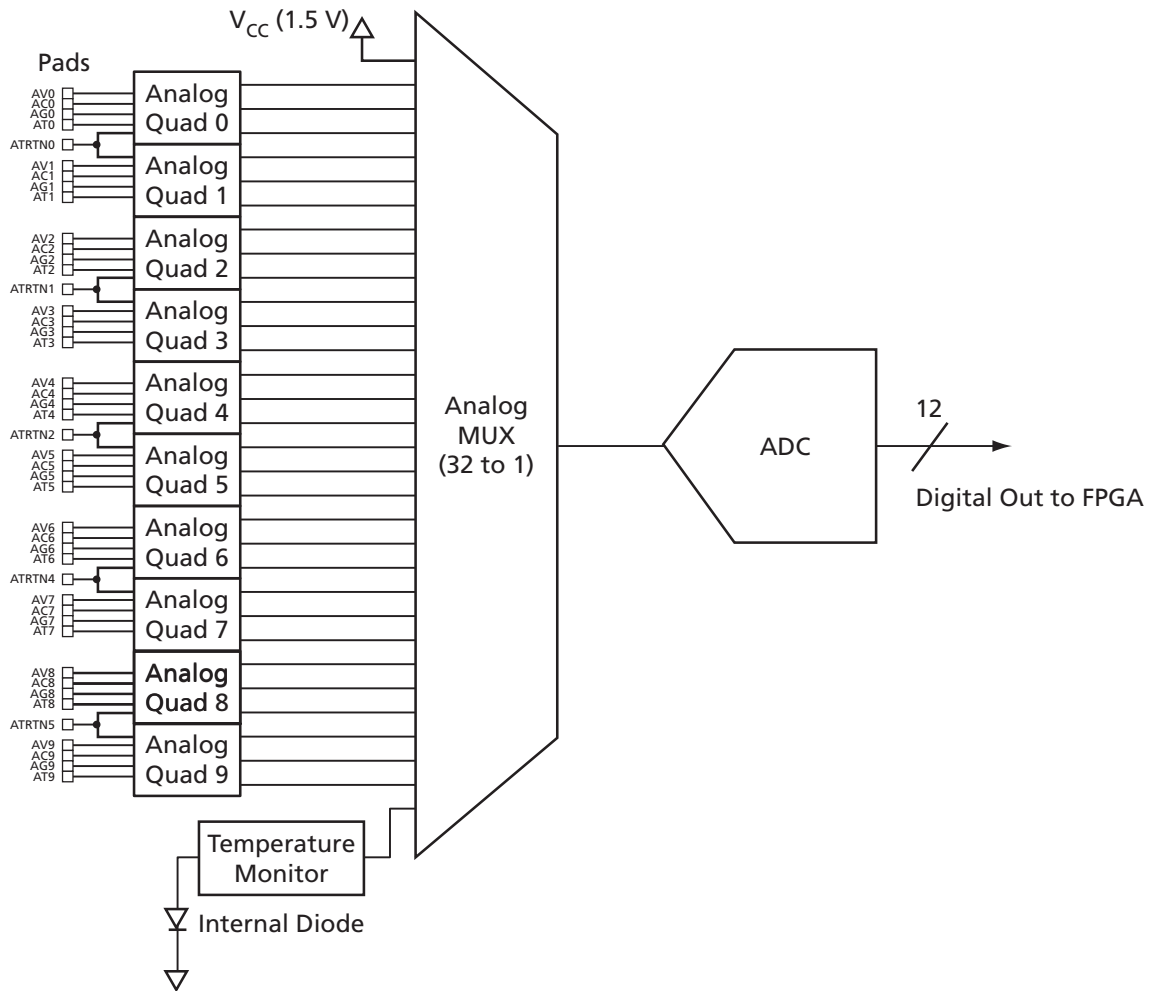 V_CC (1.5 V)
Pads
AV0
AC0
AG0
AT0
ATRTN0
AV1
AC1
AG1
AT1
AV2
AC2
AG2
AT2
ATRTN1
AV3
AC3
AG3
AT3
AV4
AC4
AG4
AT4
ATRTN2
AV5
AC5
AG5
AT5
AV6
AC6
AG6
AT6
ATRTN4
AV7
AC7
AG7
AT7
AV8
AC8
AG8
AT8
ATRTN5
AV9
AC9
AG9
AT9
Analog
Quad 0
Analog
Quad 1
Analog
Quad 2
Analog
Quad 3
Analog
Quad 4
Analog
Quad 5
Analog
Quad 6
Analog
Quad 7
Analog
Quad 8
Analog
Quad 9
Temperature
Monitor
Internal Diode
Analog
MUX
(32 to 1)
ADC
12
Digital Out to FPGA